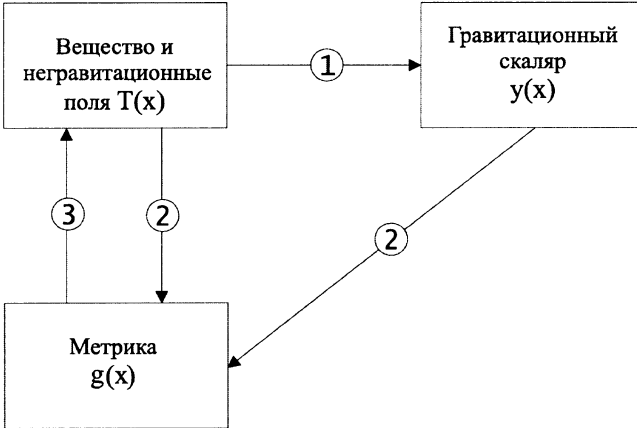 Вещество и
негравитационные
поля T(x)
1
Гравитационный
скаляр
y(x)
3
2
2
Метрика
g(x)